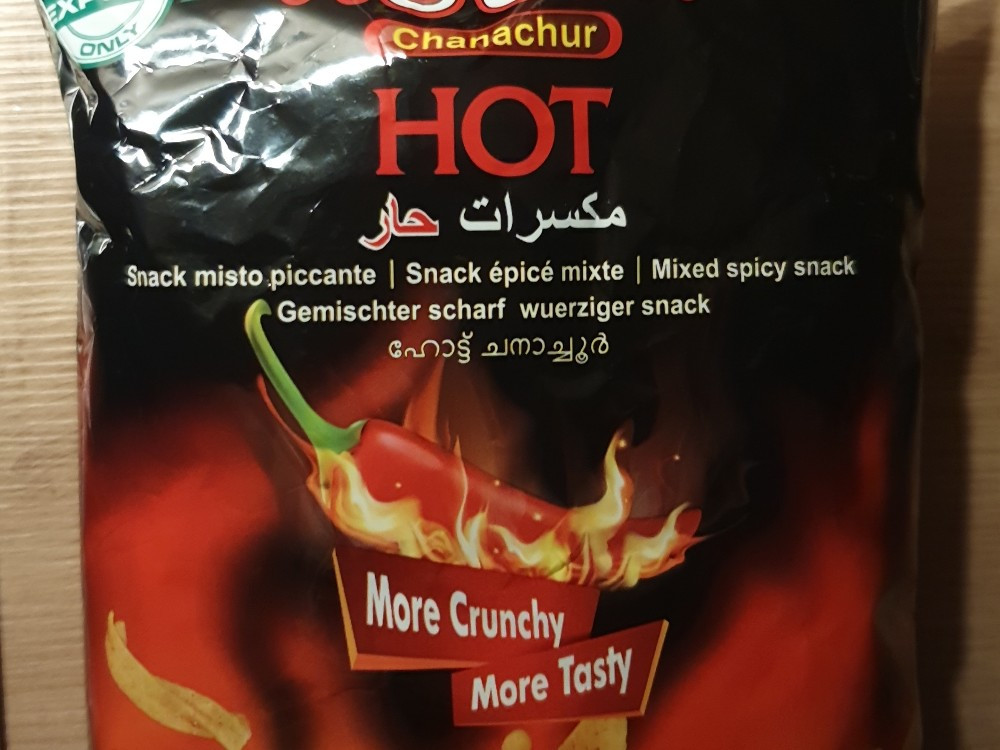 ONLY
Chanachur
HOT
مكسرات حار
Snack misto piccante | Snack épicé mixte | Mixed spicy snack
Gemischter scharf wuerziger snack
ഹോട്ട് ചനാച്ചൂർ
More Crunchy
More Tasty